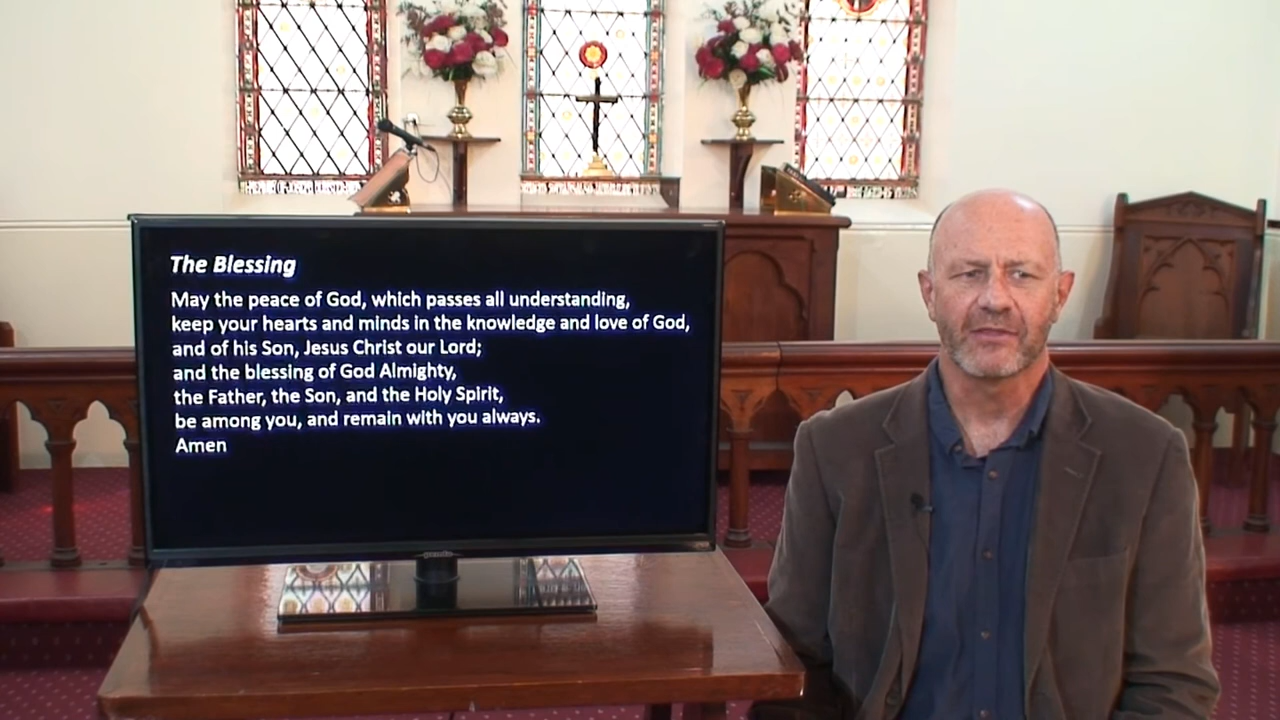 The Blessing
May the peace of God, which passes all understanding,
keep your hearts and minds in the knowledge and love of God,
and of his Son, Jesus Christ our Lord;
and the blessing of God Almighty,
the Father, the Son, and the Holy Spirit,
be among you, and remain with you always.
Amen